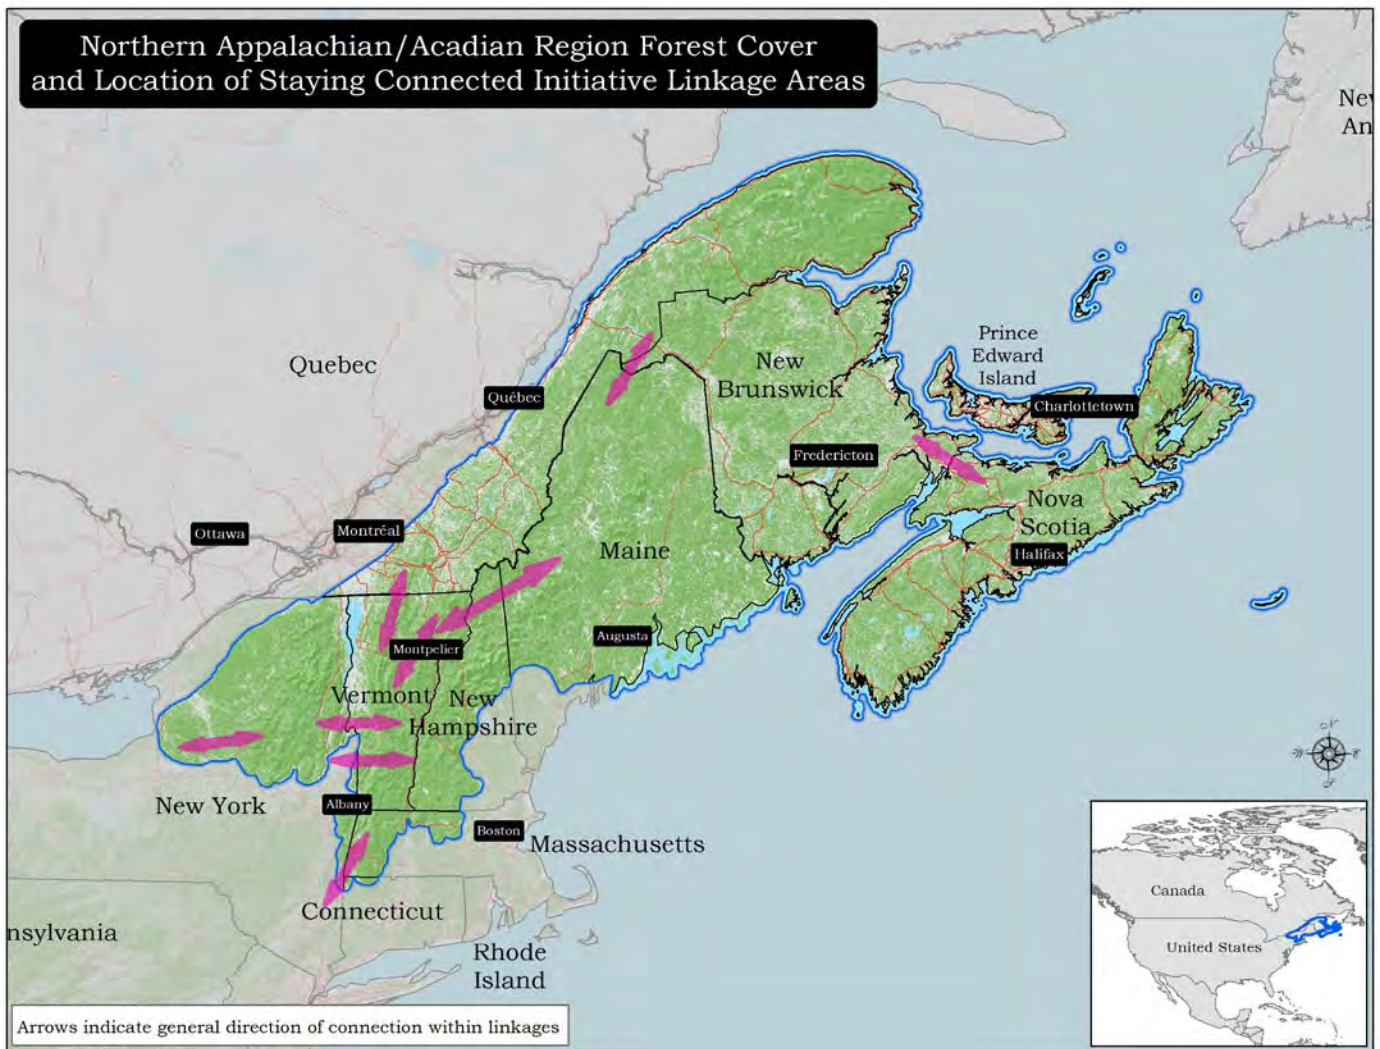 Northern Appalachian/Acadian Region Forest Cover
and Location of Staying Connected Initiative Linkage Areas
Quebec
Québec
Ottawa
Montréal
New
Brunswick
Prince
Edward
Island
Charlottetown
Fredericton
Nova
Scotia
Halifax
Maine
Augusta
Montpelier
Vermont
New
Hampshire
New York
Albany
Boston
Massachusetts
Connecticut
Rhode
Island
nsylvania
Arrows indicate general direction of connection within linkages
N
W
E
S
Canada
United States